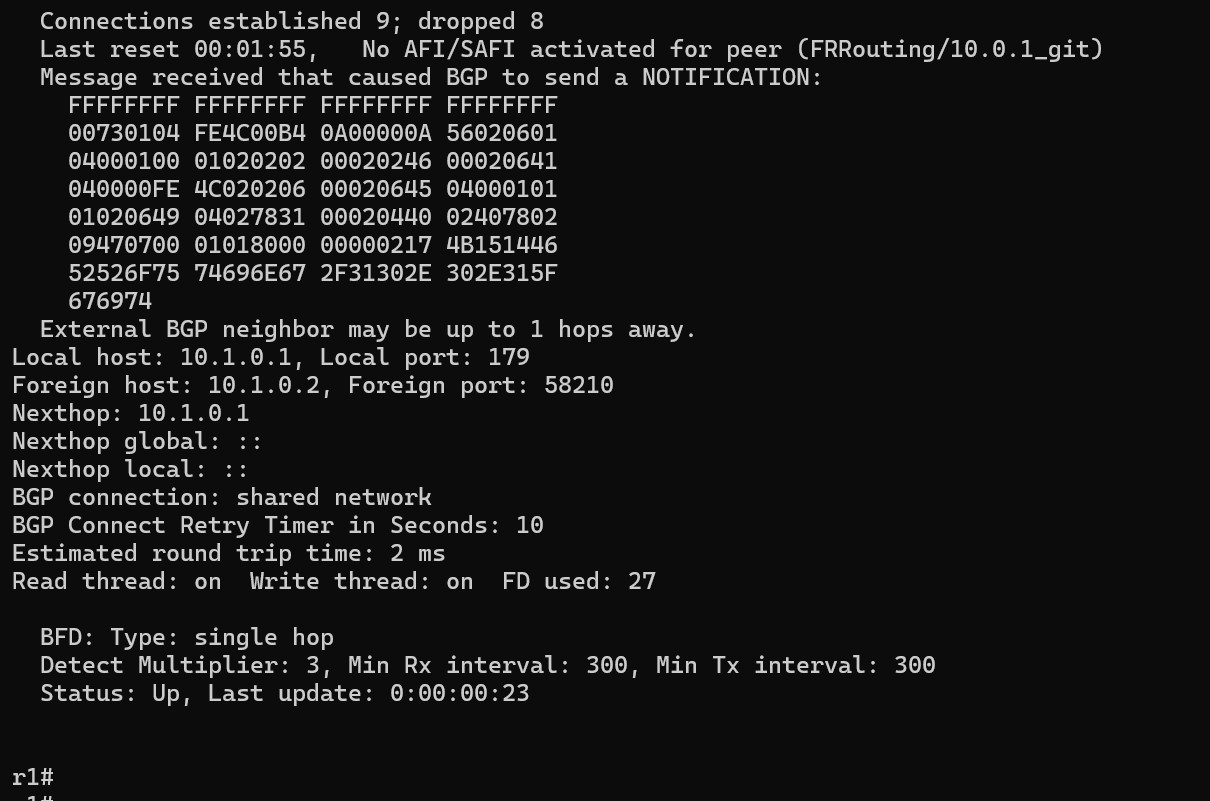 Connections established 9; dropped 8
Last reset 00:01:55,   No AFI/SAFI activated for peer (FRRouting/10.0.1_git)
Message received that caused BGP to send a NOTIFICATION:
FFFFFFFF FFFFFFFF FFFFFFFF FFFFFFFF
00730104 FE4C00B4 0A00000A 56020601
04000100 01020202 00020246 00020641
040000FE 4C020206 00020645 04000101
01020649 04027831 00020440 02407802
09470700 01018000 00000217 4B151446
52526F75 74696E67 2F31302E 302E315F
676974
External BGP neighbor may be up to 1 hops away.
Local host: 10.1.0.1, Local port: 179
Foreign host: 10.1.0.2, Foreign port: 58210
Nexthop: 10.1.0.1
Nexthop global: ::
Nexthop local: ::
BGP connection: shared network
BGP Connect Retry Timer in Seconds: 10
Estimated round trip time: 2 ms
Read thread: on  Write thread: on  FD used: 27
BFD: Type: single hop
Detect Multiplier: 3, Min Rx interval: 300, Min Tx interval: 300
Status: Up, Last update: 0:00:00:23
r1#
r1#